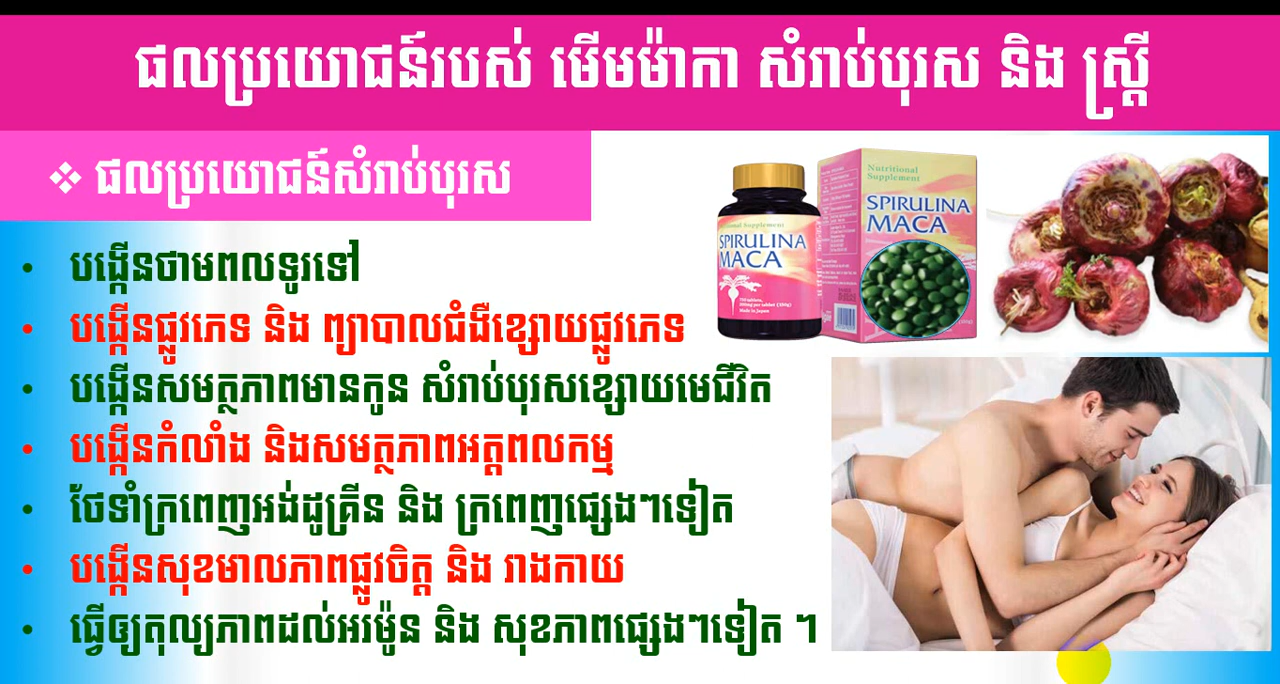 ផលប្រយោជន៍របស់ មើមម៉ាកា សំរាប់បុរស និង ស្ត្រី
❖ ផលប្រយោជន៍សំរាប់បុរស
• បង្កើនថាមពលទូរទៅ
• បង្កើនផ្លូវភេទ និង ព្យាបាលជំងឺខ្សោយផ្លូវភេទ
• បង្កើនសមត្ថភាពមានកូន សំរាប់បុរសខ្សោយមេជីវិត
• បង្កើនកំលាំង និងសមត្ថភាពអត្តពលកម្ម
• ថែទាំក្រពេញអង់ដូគ្រីន និង ក្រពេញផ្សេងៗទៀត
• បង្កើនសុខមាលភាពផ្លូវចិត្ត និង រាងកាយ
• ធ្វើឲ្យតុល្យភាពដល់អរម៉ូន និង សុខភាពផ្សេងៗទៀត ។
Nutritional Supplement
SPIRULINA
MACA
Made in Japan
Nutritional
Supplement
SPIRULINA
MACA